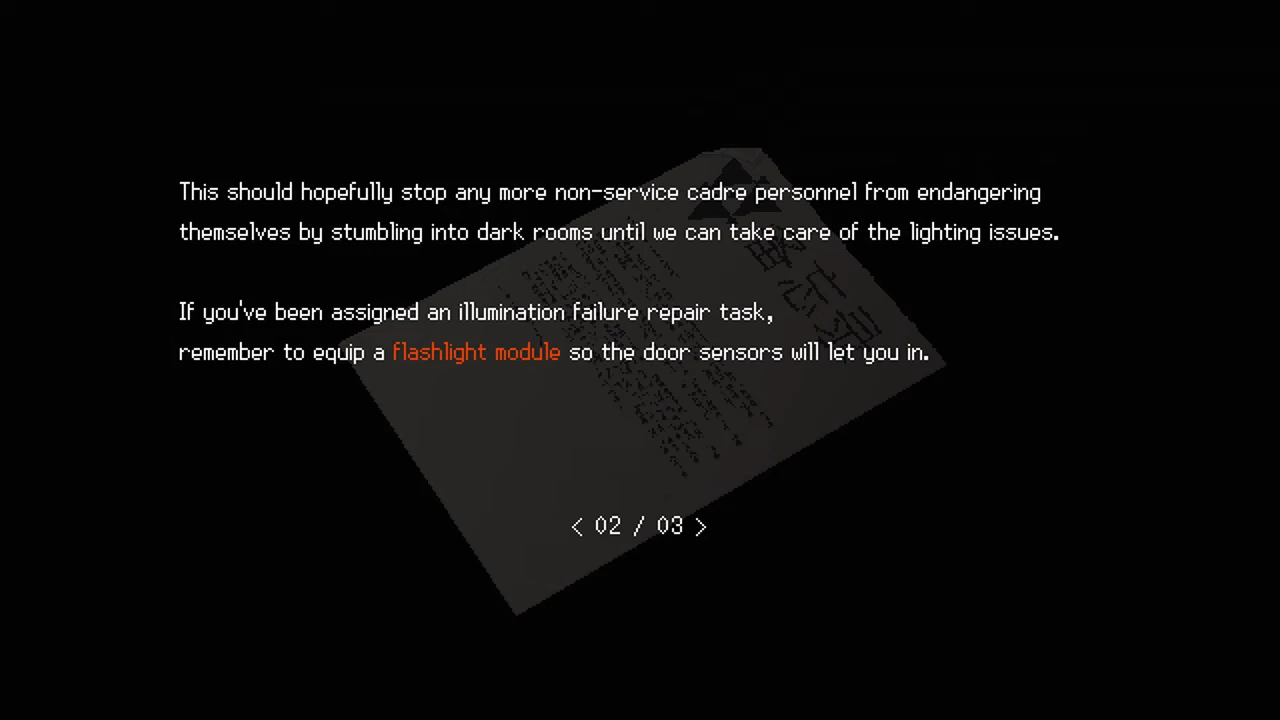 This should hopefully stop any more non-service cadre personnel from endangering
themselves by stumbling into dark rooms until we can take care of the lighting issues.
If you've been assigned an illumination failure repair task,
remember to equip a flashlight module so the door sensors will let you in.
< 02 / 03 >